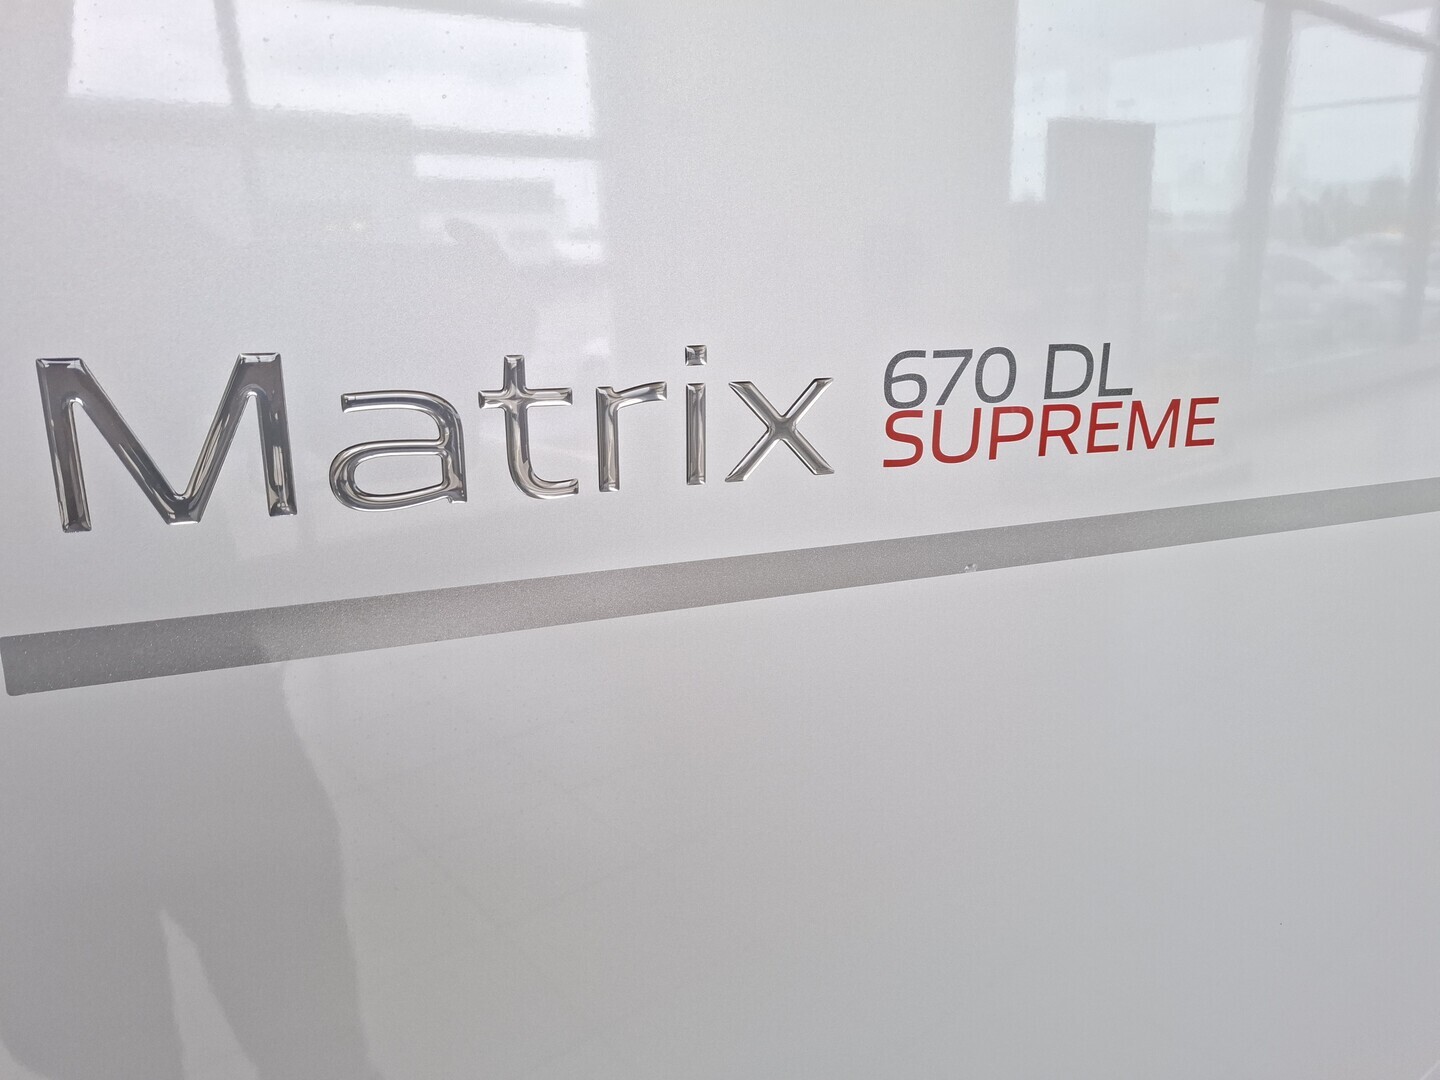 Matrix 670 DL
SUPREME